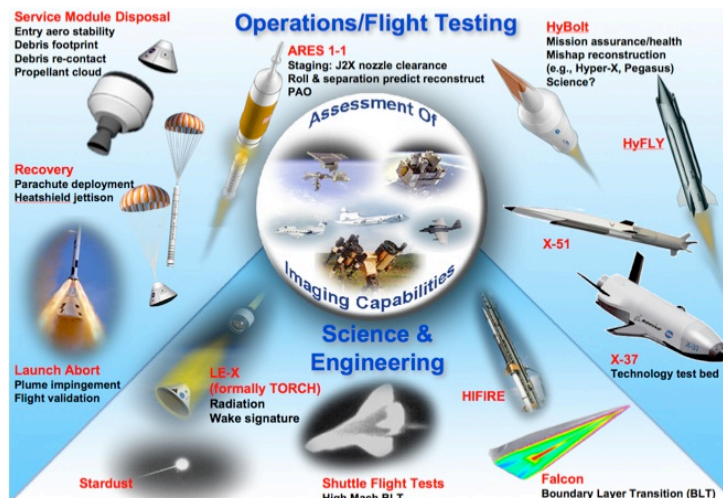 Operations/Flight Testing
Service Module Disposal
Entry aero stability
Debris footprint
Debris re-contact
Propellant cloud
ARES 1-1
Staging: J2X nozzle clearance
Roll & separation predict reconstruct
PAO
HyBolt
Mission assurance/health
Mishap reconstruction
(e.g., Hyper-X, Pegasus)
Science?
HyFLY
Assessment Of
Imaging Capabilities
Recovery
Parachute deployment
Heatshield jettison
X-51
X-37
Technology test bed
Launch Abort
Plume impingement
Flight validation
Science &
Engineering
LE-X
(formally TORCH)
Radiation
Wake signature
HIFIRE
Stardust
Shuttle Flight Tests
High Mach BLT
Falcon
Boundary Layer Transition (BLT)